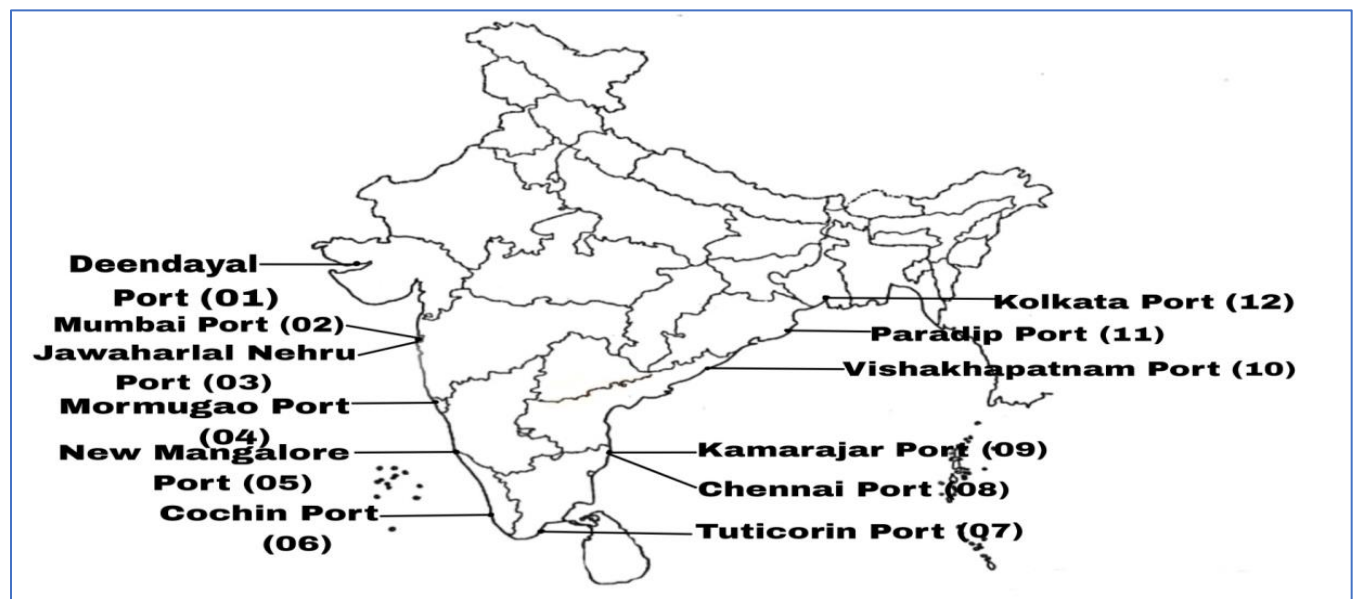 Deendayal
Port (01)
Mumbai Port (02)
Jawaharlal Nehru
Port (03)
Mormugao Port
(04)
New Mangalore
Port (05)
Cochin Port
(06)
Kolkata Port (12)
Paradip Port (11)
Vishakhapatnam Port (10)
Kamarajar Port (09)
Chennai Port (08)
Tuticorin Port (07)